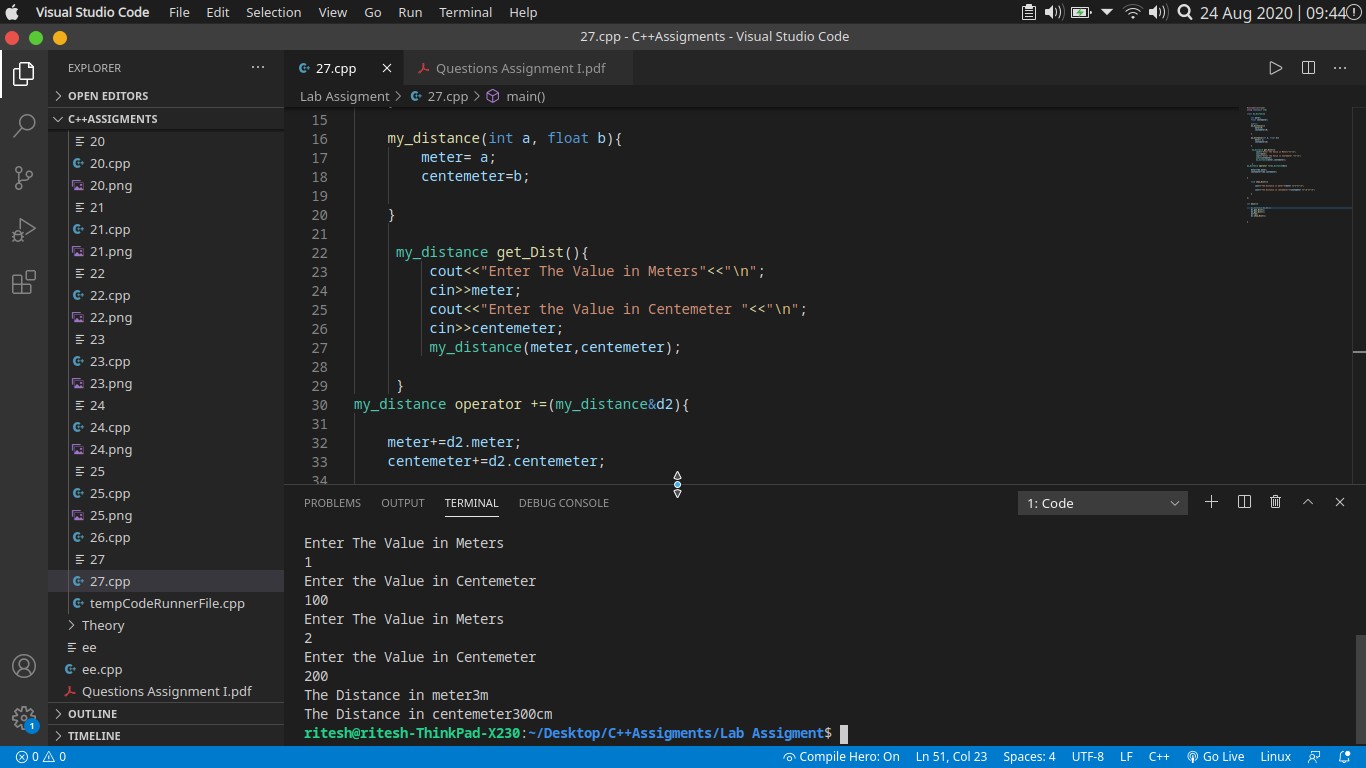 Visual Studio Code File Edit Selection View Go Run Terminal Help 24 Aug 2020 | 09:44
27.cpp - C++Assigments - Visual Studio Code
EXPLORER
OPEN EDITORS
C++ASSIGMENTS
20
20.cpp
20.png
21
21.cpp
21.png
22
22.cpp
22.png
23
23.cpp
23.png
24
24.cpp
24.png
25
25.cpp
25.png
26.cpp
27
27.cpp
tempCodeRunnerFile.cpp
Theory
ee
ee.cpp
Questions Assignment I.pdf
OUTLINE
TIMELINE
27.cpp Questions Assignment I.pdf
Lab Assigment > 27.cpp > main()
15
16 my_distance(int a, float b){
17 meter= a;
18 centemeter=b;
19
20 }
21
22 my_distance get_Dist(){
23 cout<<"Enter The Value in Meters"<<"\n";
24 cin>>meter;
25 cout<<"Enter the Value in Centemeter "<<"\n";
26 cin>>centemeter;
27 my_distance(meter,centemeter);
28
29 }
30 my_distance operator +=(my_distance&d2){
31
32 meter+=d2.meter;
33 centemeter+=d2.centemeter;
34
PROBLEMS OUTPUT TERMINAL DEBUG CONSOLE 1: Code
Enter The Value in Meters
1
Enter the Value in Centemeter
100
Enter The Value in Meters
2
Enter the Value in Centemeter
200
The Distance in meter3m
The Distance in centemeter300cm
ritesh@ritesh-ThinkPad-X230:~/Desktop/C++Assigments/Lab Assigment$
1
0 0 Compile Hero: On Ln 51, Col 23 Spaces: 4 UTF-8 LF C++ Go Live Linux